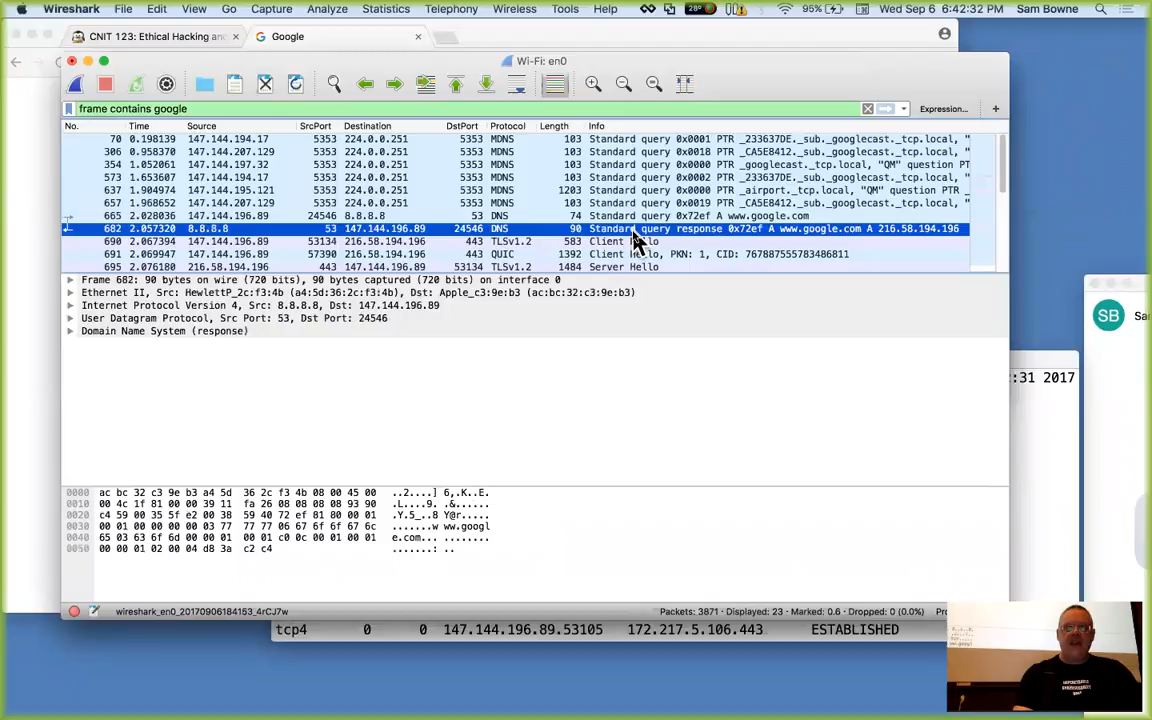 Wireshark File Edit View Go Capture Analyze Statistics Telephony Wireless Tools Help 28° 95% Wed Sep 6 6:42:32 PM Sam Bowne
CNIT 123: Ethical Hacking an × Google ×
Wi-Fi: en0
frame contains google Expression... +
No. Time Source SrcPort Destination DstPort Protocol Length Info
70 0.198139 147.144.194.17 5353 224.0.0.251 5353 MDNS 103 Standard query 0x0001 PTR _233637DE._sub._googlecast._tcp.local, "
306 0.958370 147.144.207.129 5353 224.0.0.251 5353 MDNS 103 Standard query 0x0018 PTR _CA5E8412._sub._googlecast._tcp.local, "
354 1.052061 147.144.197.32 5353 224.0.0.251 5353 MDNS 103 Standard query 0x0000 PTR _googlecast._tcp.local, "QM" question PT
573 1.653607 147.144.194.17 5353 224.0.0.251 5353 MDNS 103 Standard query 0x0002 PTR _233637DE._sub._googlecast._tcp.local, "
637 1.904974 147.144.195.121 5353 224.0.0.251 5353 MDNS 1203 Standard query 0x0000 PTR _airport._tcp.local, "QM" question PTR _
657 1.968652 147.144.207.129 5353 224.0.0.251 5353 MDNS 103 Standard query 0x0019 PTR _CA5E8412._sub._googlecast._tcp.local, "
665 2.028036 147.144.196.89 24546 8.8.8.8 53 DNS 74 Standard query 0x72ef A www.google.com
682 2.057320 8.8.8.8 53 147.144.196.89 24546 DNS 90 Standard query response 0x72ef A www.google.com A 216.58.194.196
690 2.067394 147.144.196.89 53134 216.58.194.196 443 TLSv1.2 583 Client Hello
691 2.067491 147.144.196.89 57390 216.58.194.196 443 QUIC 1392 Client Hello, PKN: 1, CID: 767887555783486811
695 2.076180 216.58.194.196 443 147.144.196.89 53134 TLSv1.2 1484 Server Hello
Frame 682: 90 bytes on wire (720 bits), 90 bytes captured (720 bits) on interface 0
Ethernet II, Src: HewlettP_2c:f3:4b (a4:5d:36:2c:f3:4b), Dst: Apple_c3:9e:b3 (ac:bc:32:c3:9e:b3)
Internet Protocol Version 4, Src: 8.8.8.8, Dst: 147.144.196.89
User Datagram Protocol, Src Port: 53, Dst Port: 24546
Domain Name System (response)
SB Sa
:31 2017
0000 ac bc 32 c3 9e b3 a4 5d 36 2c f3 4b 08 00 45 00 ..2....] 6,.K..E.
0010 00 4c 1f 81 00 00 39 11 fa 26 08 08 08 08 93 90 .L....9. .&......
0020 c4 59 00 35 5f e2 00 38 59 40 72 ef 81 80 00 01 .Y.5_..8 Y@r.....
0030 00 01 00 00 00 00 03 77 77 77 06 67 6f 6f 67 6c .......w ww.googl
0040 65 03 63 6f 6d 00 00 01 00 01 c0 0c 00 01 00 01 e.com... ........
0050 00 00 01 02 00 04 d8 3a c2 c4 .......: ..
wireshark_en0_20170906184153_4rCJ7w Packets: 3871 · Displayed: 23 · Marked: 0.6 · Dropped: 0 (0.0%)
tcp4 0 0 147.144.196.89.53105 172.217.5.106.443 ESTABLISHED